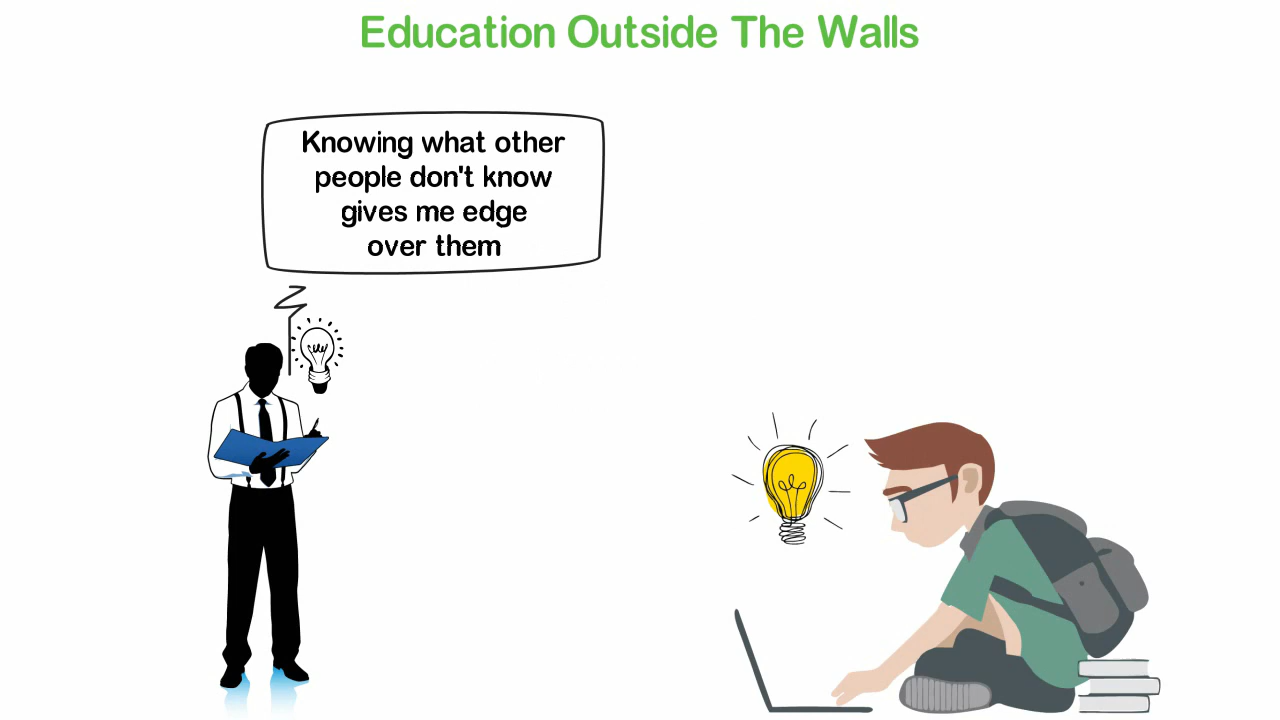 Education Outside The Walls
Knowing what other
people don't know
gives me edge
over them